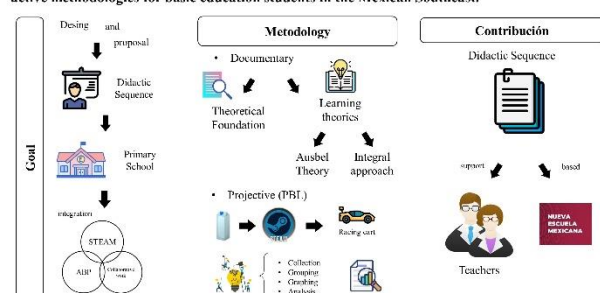 active methodologies for basic education students in the Mexican Southeast.
Desing and
proposal
Didactic
Sequence
Goal
Primary
School
integration
STEAM
ABP
Metodology
• Documentary
Theoretical
Foundation
Learning
theorics
Ausbel
Theory
Integral
approach
• Projective (PBL)
Racing cart
• Collection
• Grouping
• Graphing
• Analysis
Contribución
Didactic Sequence
support
based
Teachers
NUEVA
ESCUELA
MEXICANA